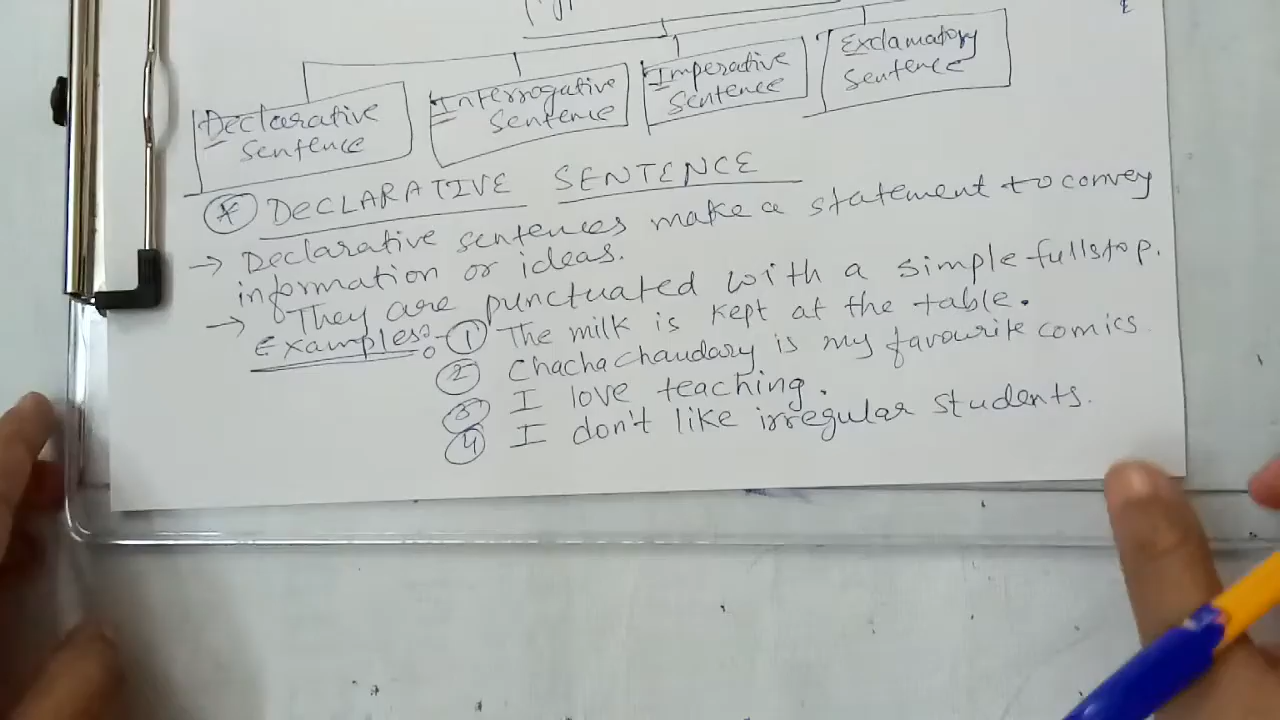 Declarative Sentence
Interrogative Sentence
Imperative Sentence
Exclamatory Sentence
* DECLARATIVE SENTENCE
→ Declarative sentences make a statement to convey
information or ideas.
→ They are punctuated with a simple fullstop.
Examples:- ① The milk is kept at the table.
② Chachachaudary is my favourite comics.
③ I love teaching.
④ I don't like irregular students.